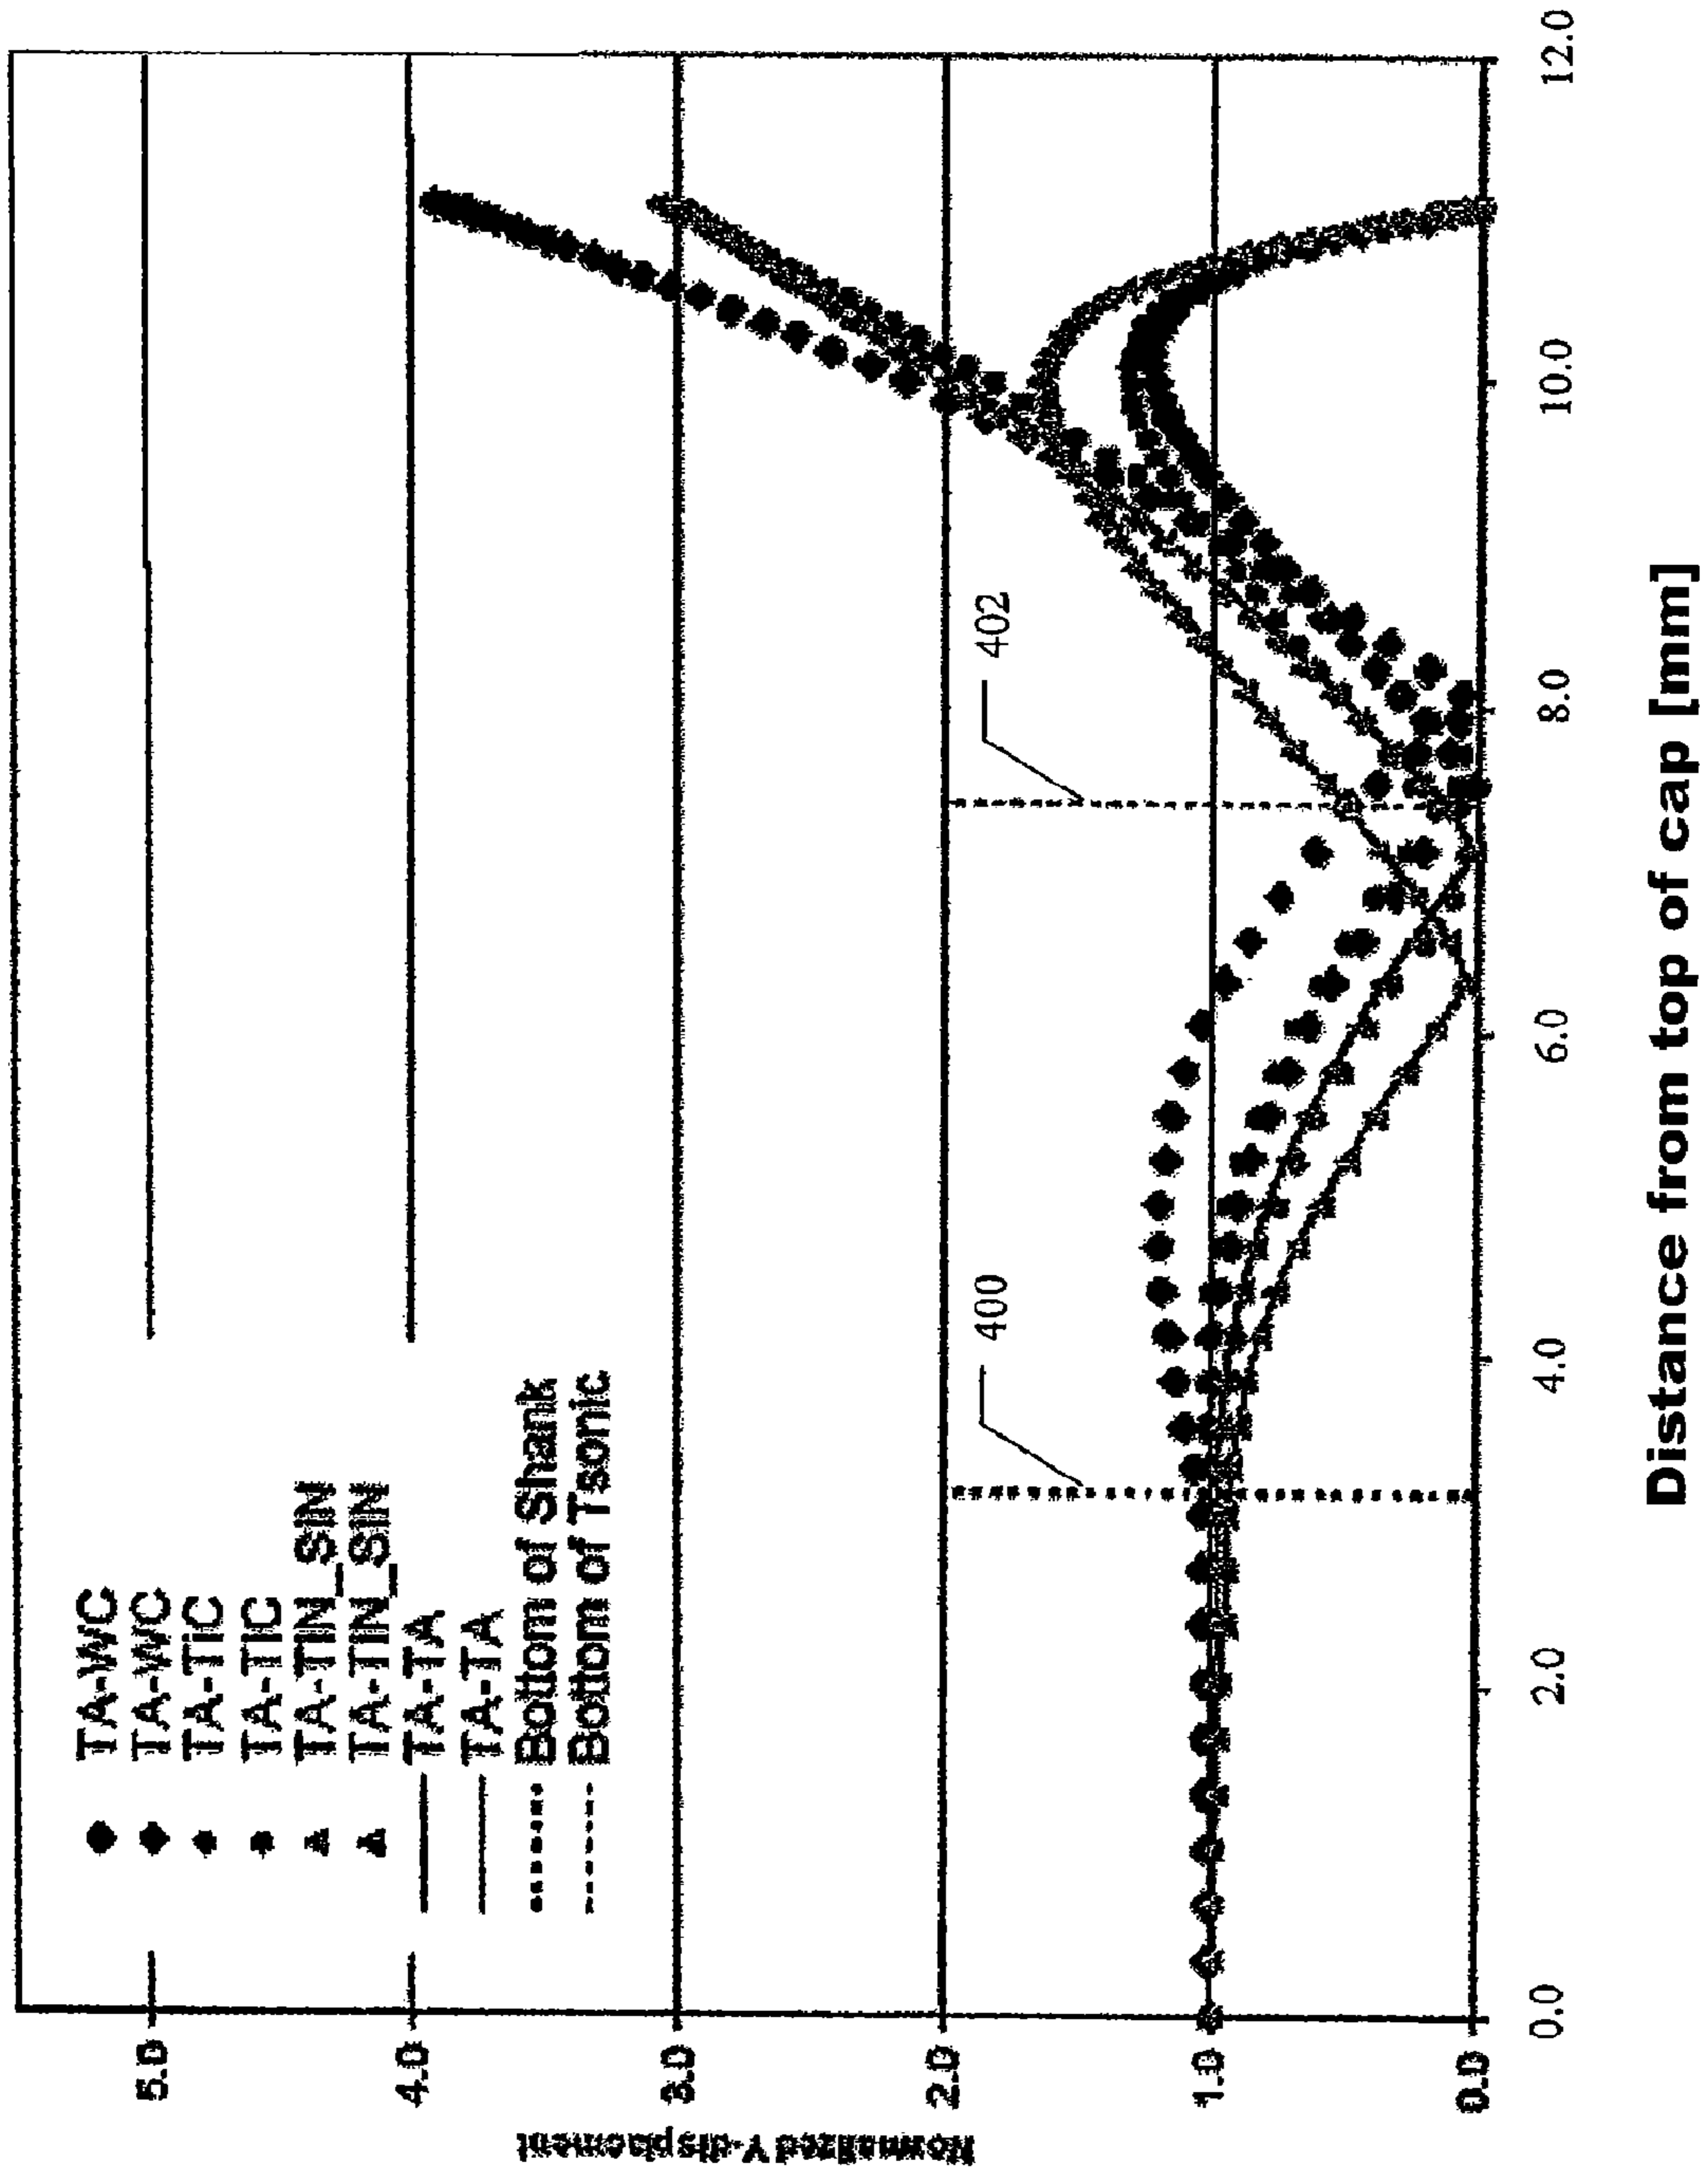 5.0
4.0
3.0
2.0
1.0
0.0
Normalized Y-displacement
TA-WC
TA-WC
TA-TiC
TA-TiC
TA-TIN_SIN
TA-TIN_SIN
TA-TA
TA-TA
Bottom of Shank
Bottom of Tsonic
400
402
0.0
2.0
4.0
6.0
8.0
10.0
12.0
Distance from top of cap [mm]